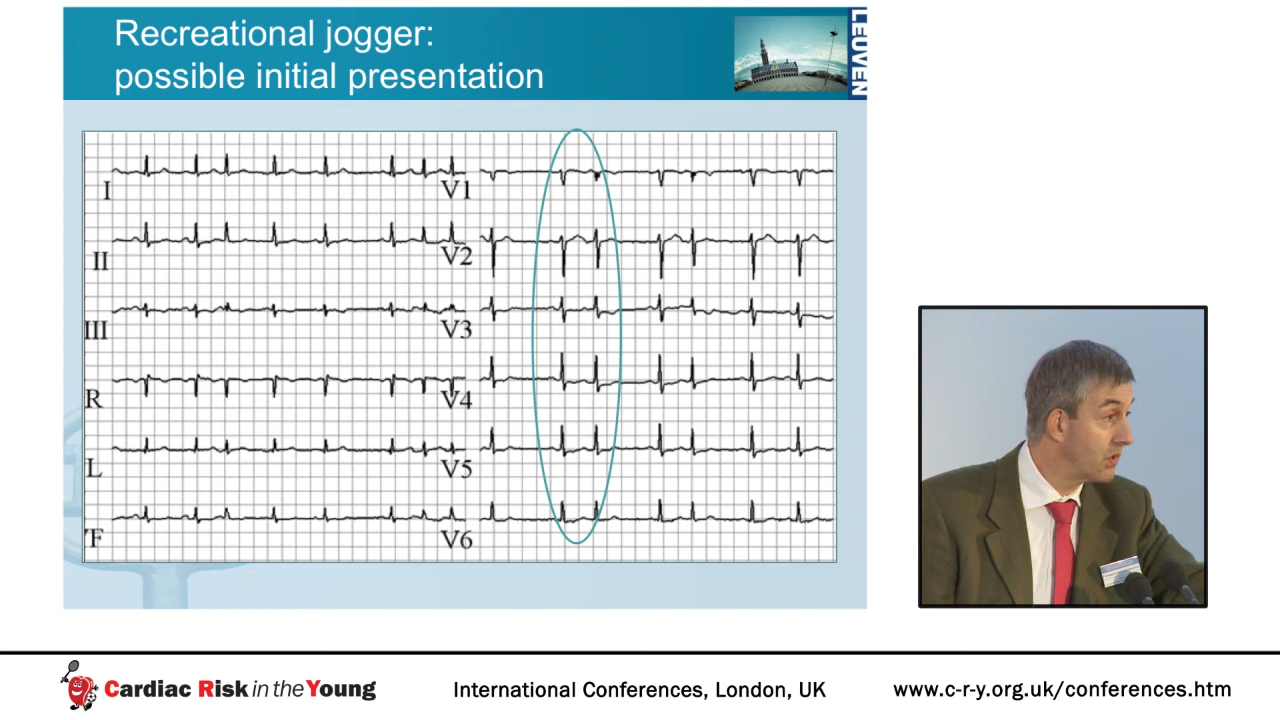 Recreational jogger:
possible initial presentation
LEUVEN
I
II
III
R
L
F
V1
V2
V3
V4
V5
V6
Cardiac Risk in the Young
International Conferences, London, UK
www.c-r-y.org.uk/conferences.htm